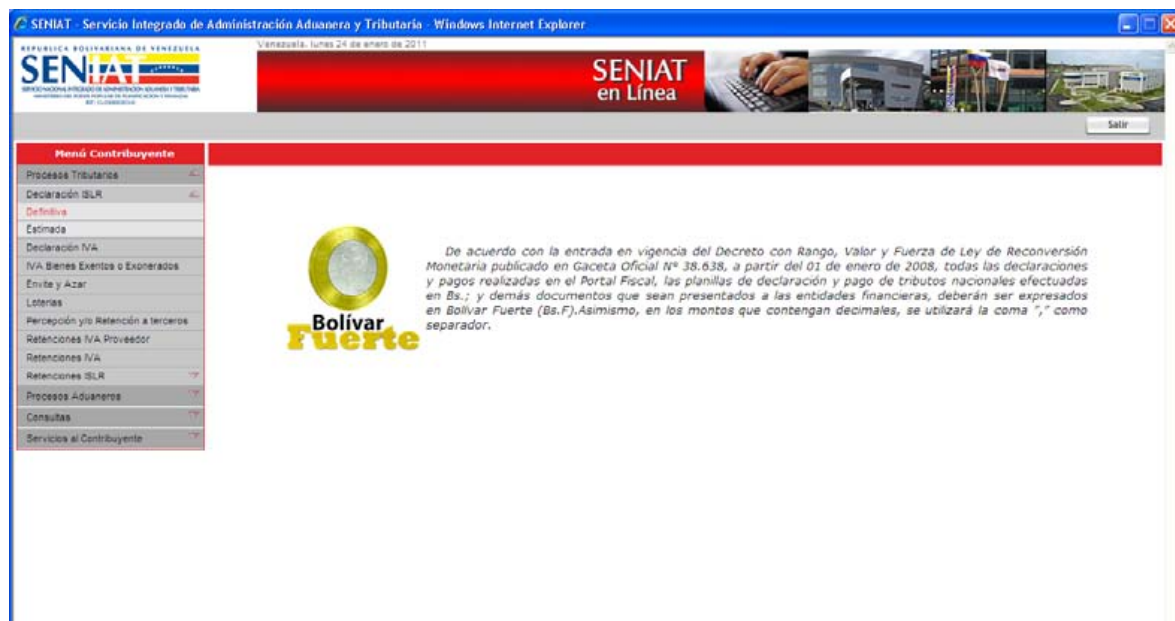 SENIAT - Servicio Integrado de Administración Aduanera y Tributaria - Windows Internet Explorer
REPUBLICA BOLIVARIANA DE VENEZUELA
SENIAT
Venezuela, lunes 24 de enero de 2011
SENIAT
en Línea
Salir
Menú Contribuyente
Procesos Tributarios
Declaración ISLR
Definitiva
Estimada
Declaración IVA
IVA Bienes Exentos o Exonerados
Envite y Azar
Loterias
Percepción y/o Retención a terceros
Retenciones IVA Proveedor
Retenciones IVA
Retenciones ISLR
Procesos Aduaneros
Consultas
Servicios al Contribuyente
Bolívar
Fuerte
De acuerdo con la entrada en vigencia del Decreto con Rango, Valor y Fuerza de Ley de Reconversión
Monetaria publicado en Gaceta Oficial Nº 38.638, a partir del 01 de enero de 2008, todas las declaraciones
y pagos realizadas en el Portal Fiscal, las planillas de declaración y pago de tributos nacionales efectuadas
en Bs.; y demás documentos que sean presentados a las entidades financieras, deberán ser expresados
en Bolívar Fuerte (Bs.F).Asimismo, en los montos que contengan decimales, se utilizará la coma "," como
separador.